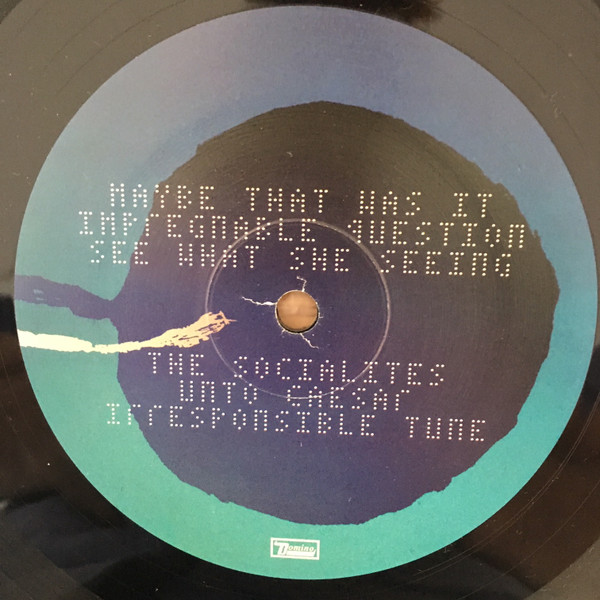 MAYBE THAT WAS IT
IMPREGNABLE QUESTION
SEE WHAT SHE SEEING
THE SOCIALITES
UNTO CAESAR
IRRESPONSIBLE TUNE
Domino